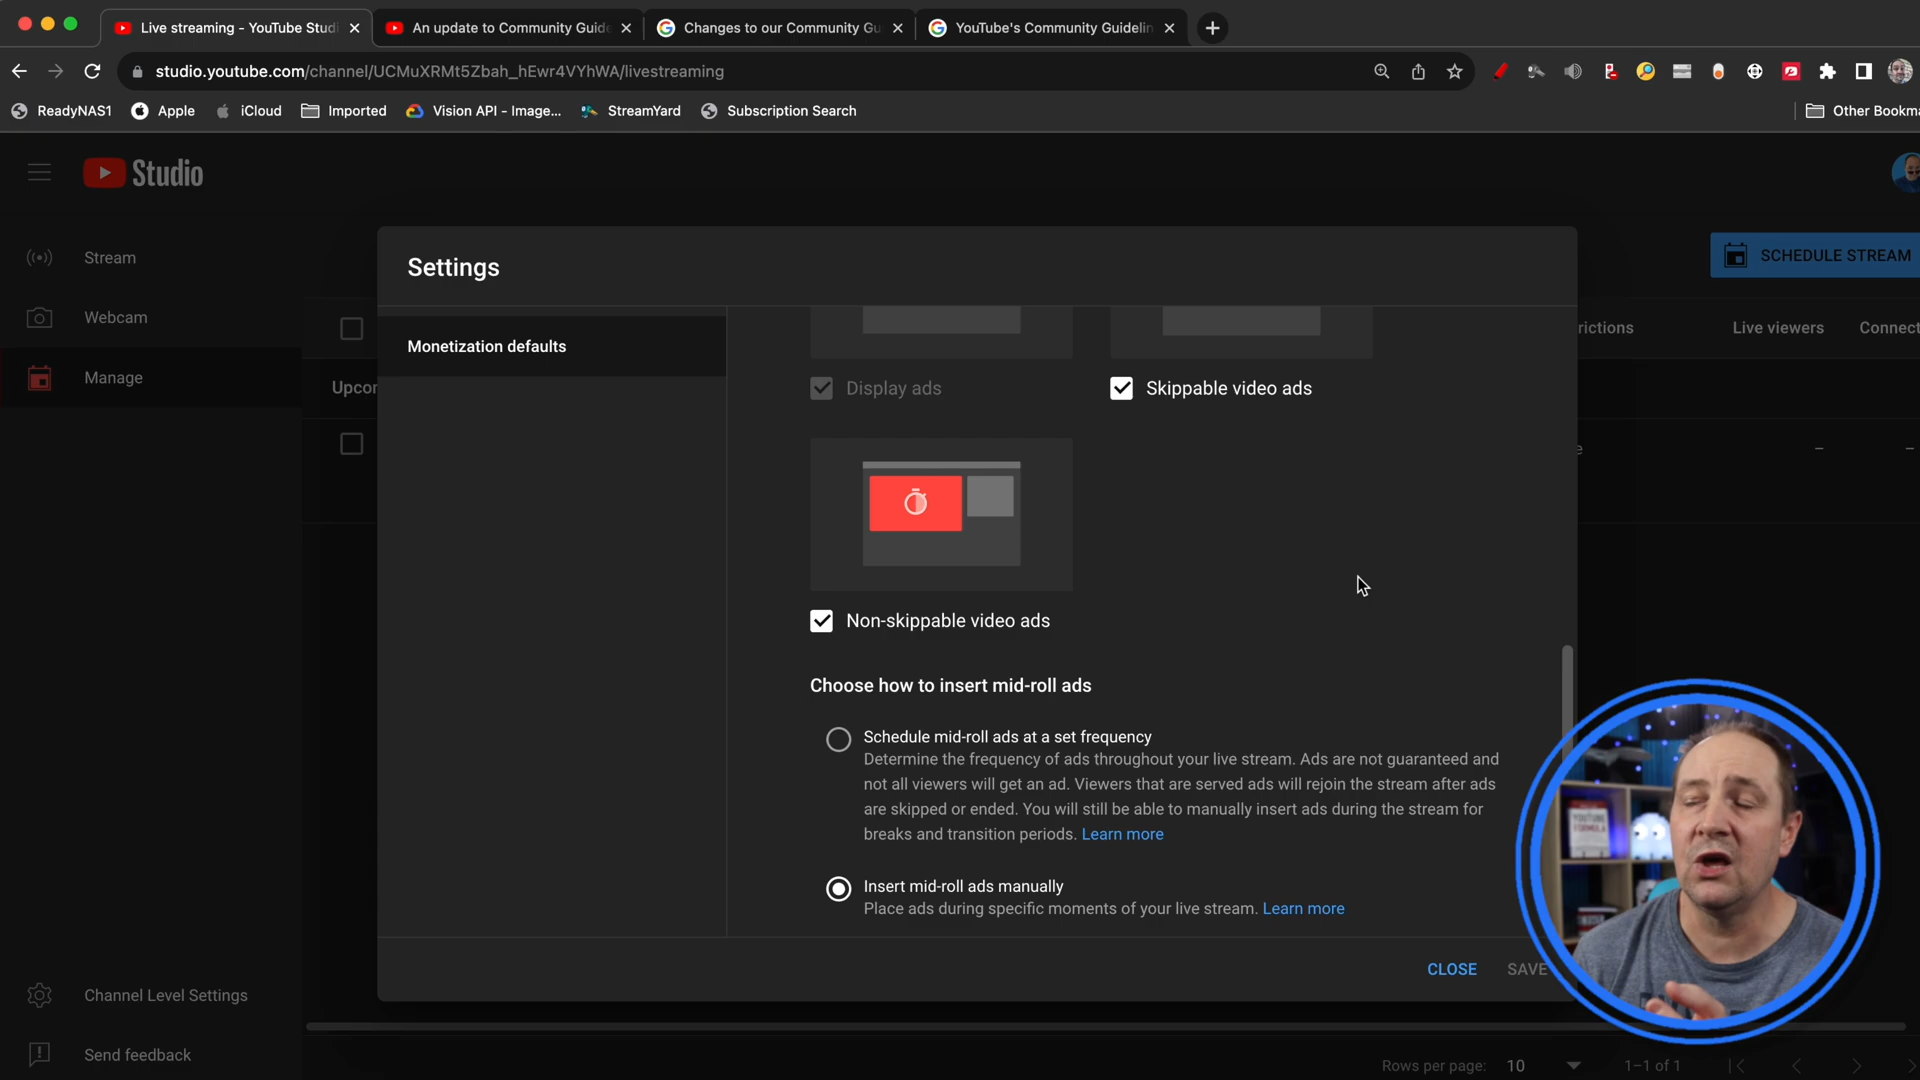 Live streaming - YouTube Studi
An update to Community Guide
Changes to our Community Gu
YouTube's Community Guidelin
studio.youtube.com/channel/UCMuXRMt5Zbah_hEwr4VYhWA/livestreaming
ReadyNAS1
Apple
iCloud
Imported
Vision API - Image...
StreamYard
Subscription Search
Other Bookma
Studio
SCHEDULE STREAM
Stream
Webcam
Manage
Upcon
rictions
Live viewers
Connect
Settings
Monetization defaults
Display ads
Skippable video ads
Non-skippable video ads
Choose how to insert mid-roll ads
Schedule mid-roll ads at a set frequency
Determine the frequency of ads throughout your live stream. Ads are not guaranteed and
not all viewers will get an ad. Viewers that are served ads will rejoin the stream after ads
are skipped or ended. You will still be able to manually insert ads during the stream for
breaks and transition periods. Learn more
Insert mid-roll ads manually
Place ads during specific moments of your live stream. Learn more
CLOSE
SAVE
Channel Level Settings
Send feedback
Rows per page: 10
1–1 of 1
YOUTUBE
FORMULA